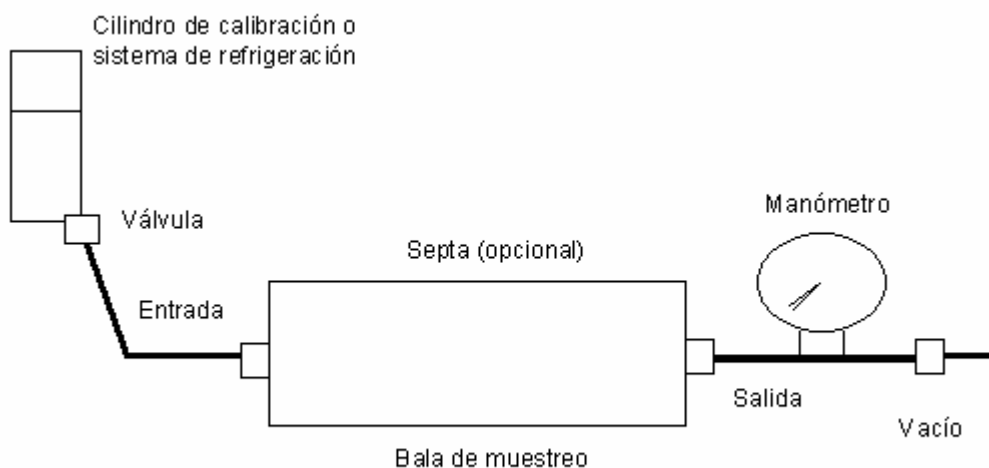 Cilindro de calibración o
sistema de refrigeración
Válvula
Manómetro
Septa (opcional)
Entrada
Salida
Vacío
Bala de muestreo